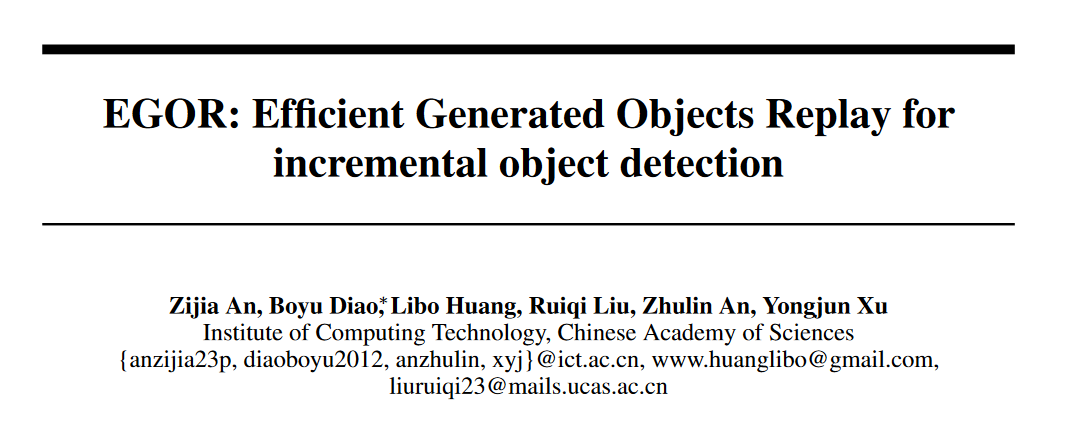 EGOR: Efficient Generated Objects Replay for
incremental object detection
Zijia An, Boyu Diao,* Libo Huang, Ruiqi Liu, Zhulin An, Yongjun Xu
Institute of Computing Technology, Chinese Academy of Sciences
{anzijia23p, diaoboyu2012, anzhulin, xyj}@ict.ac.cn, www.huanglibo@gmail.com,
liuruiqi23@mails.ucas.ac.cn